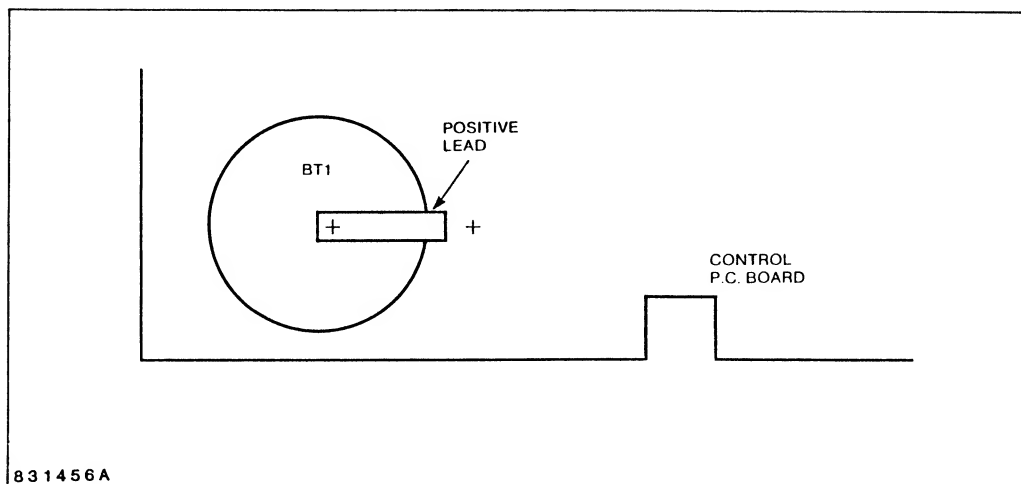 POSITIVE
LEAD
BT1
+ +
CONTROL
P.C. BOARD
831456A